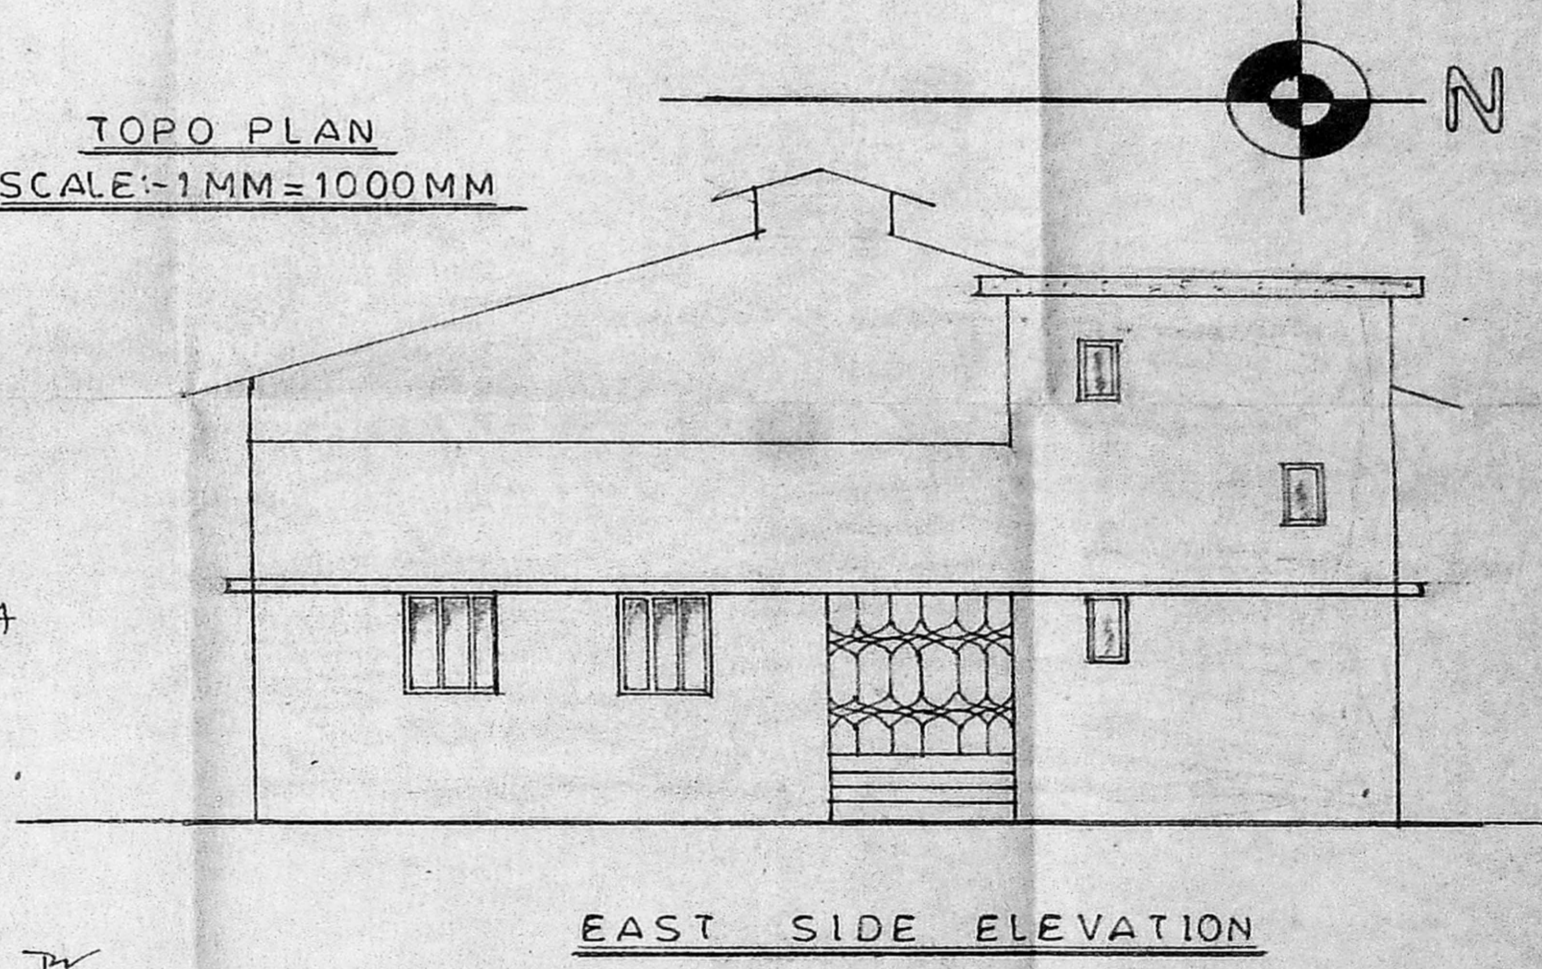 TOPO PLAN
SCALE:-1MM=1000MM
N
EAST SIDE ELEVATION